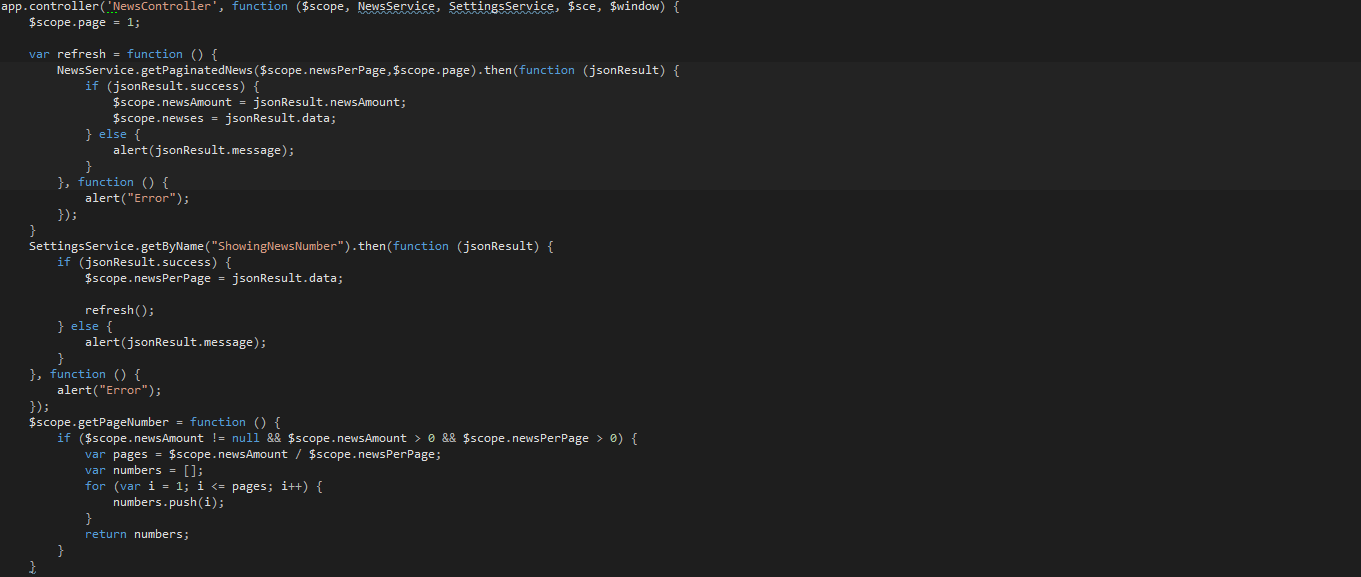 app.controller('NewsController', function ($scope, NewsService, SettingsService, $sce, $window) {
    $scope.page = 1;

    var refresh = function () {
        NewsService.getPaginatedNews($scope.newsPerPage,$scope.page).then(function (jsonResult) {
            if (jsonResult.success) {
                $scope.newsAmount = jsonResult.newsAmount;
                $scope.newses = jsonResult.data;
            } else {
                alert(jsonResult.message);
            }
        }, function () {
            alert("Error");
        });
    }
    SettingsService.getByName("ShowingNewsNumber").then(function (jsonResult) {
        if (jsonResult.success) {
            $scope.newsPerPage = jsonResult.data;

            refresh();
        } else {
            alert(jsonResult.message);
        }
    }, function () {
        alert("Error");
    });
    $scope.getPageNumber = function () {
        if ($scope.newsAmount != null && $scope.newsAmount > 0 && $scope.newsPerPage > 0) {
            var pages = $scope.newsAmount / $scope.newsPerPage;
            var numbers = [];
            for (var i = 1; i <= pages; i++) {
                numbers.push(i);
            }
            return numbers;
        }
    }